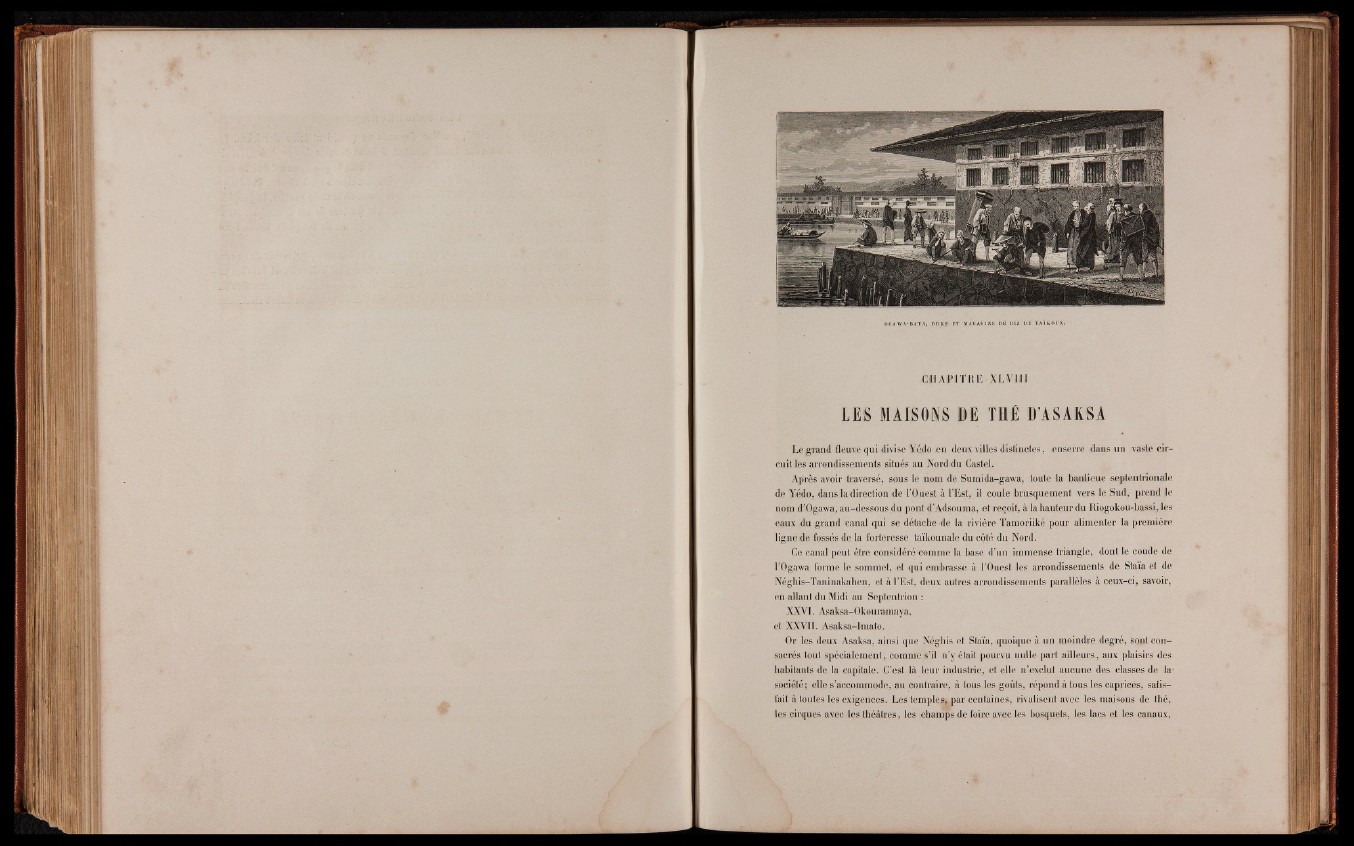 OGAWA-BATA, DOKS ET MAGASINS DE RIZ DU TAÏKOUN.
CHAPITRE XLVIII
LES MAISONS DE THÉ D'ASAKSA
Le grand fleuve qui divise Yédo en deux villes distinctes, enserre dans un vaste cir-
cuit les arrondissements situés au Nord du Castel.
Après avoir traversé, sous le nom de Sumida-gawa, toute la banlieue septentrionale
de Yédo, dans la direction de l'Ouest à l'Est, il coule brusquement vers le Sud, prend le
nom d'Ogawa, au-dessous du pont d'Adsouma, et reçoit, à la hauteur du Riogokou-bassi, les
eaux du grand canal qui se détache de la rivière Tamoriiké pour alimenter la première
ligne de fossés de la forteresse taïkounale du côté du Nord.
Ce canal peut être considéré comme la base d'un immense triangle, dont le coude de
l'Ogawa forme le sommet, et qui embrasse à l'Ouest les arrondissements de Staïa et de
Néghis-Taninakahen, et à l'Est, deux autres arrondissements parallèles à ceux-ci, savoir,
en allant du Midi au Septentrion :
XXVI. Asaksa-Okouramaya,
et XXVII. Asaksa-Imato.
Or les deux Asaksa, ainsi que Néghis et Staïa, quoique à un moindre degré, sont con-
sacrés tout spécialement, comme s'il n'y était pourvu nulle part ailleurs, aux plaisirs des
habitants de la capitale. C'est là leur industrie, et elle n'exclut aucune des classes de la
société; elle s'accommode, au contraire, à tous les goûts, répond à tous les caprices, satis-
fait à toutes les exigences. Les temples, par centaines, rivalisent avec les maisons de thé,
les cirques avec les théâtres, les champs de foire avec les bosquets, les lacs et les canaux,